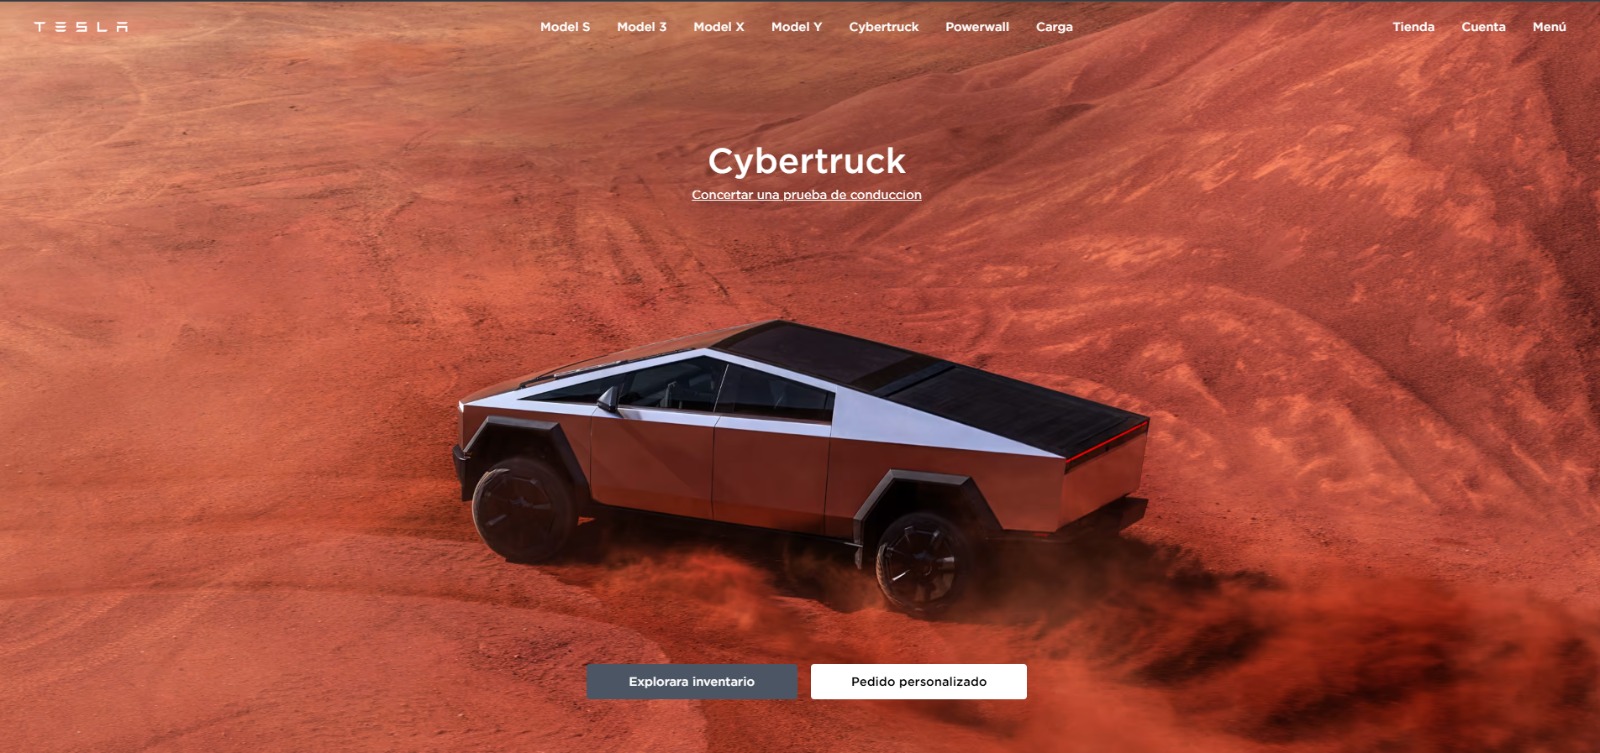 TESLA
Model S Model 3 Model X Model Y Cybertruck Powerwall Carga
Tienda Cuenta Menú
Cybertruck
Concertar una prueba de conduccion
Explorara inventario
Pedido personalizado